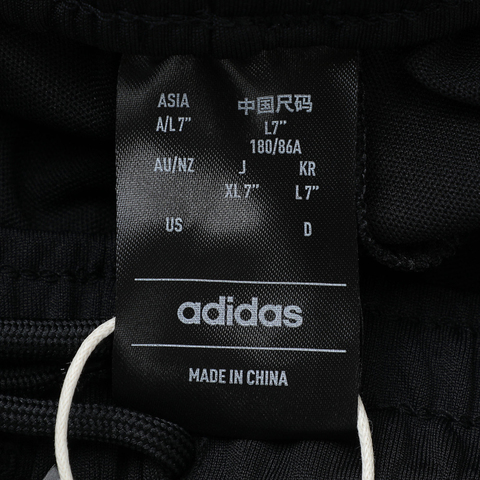 ASIA 中国尺码
A/L 7" L7"
180/86A
AU/NZ J KR
XL 7" L 7"
US D
adidas
MADE IN CHINA